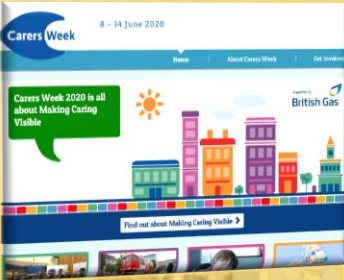 Carers Week
8 - 14 June 2020
Home
About Carers Week
Get Involved
Carers Week 2020 is all
about Making Caring
Visible
Supported by
British Gas
Find out about Making Caring Visible >